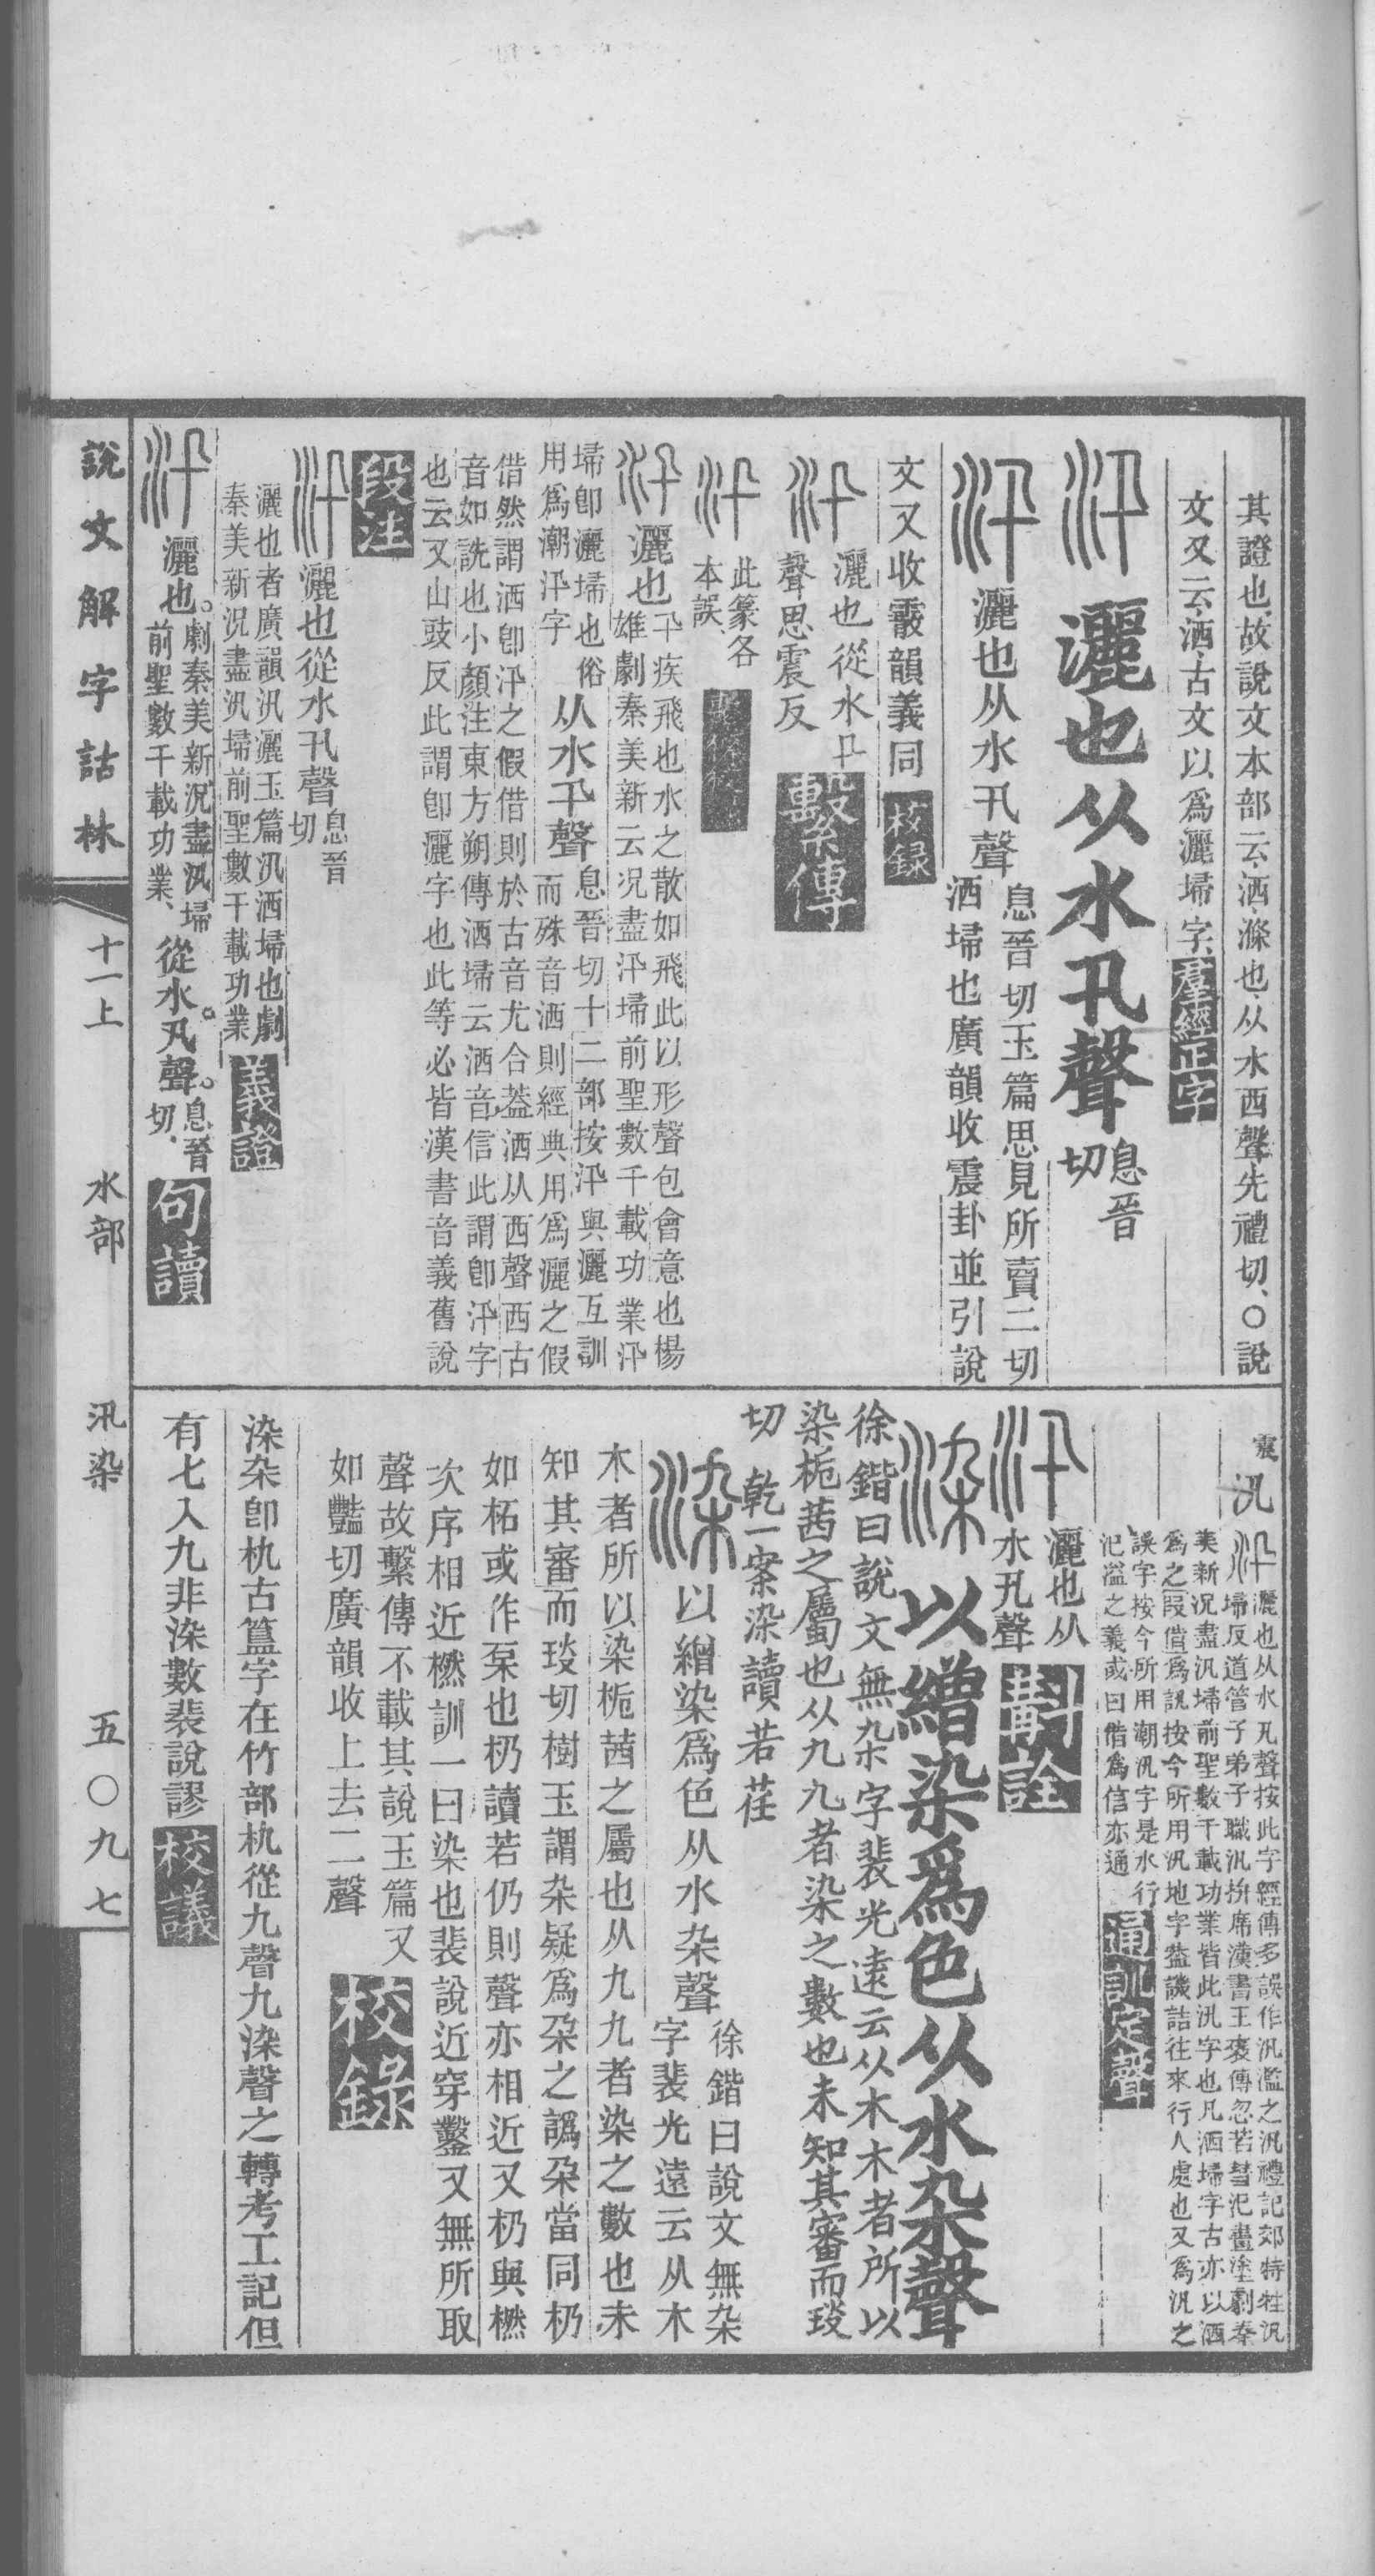 其證也故說文本部云洒滌也从水西聲先禮切〇說
文又云洒古文以爲灑埽字羣經正字
汛灑也从水卂聲息晉切
汛灑也从水卂聲息晉切玉篇思見所賣二切
洒埽也廣韻收震卦並引說
文又收霰韻義同校錄
汛灑也從水卂
聲思震反繫傳
汛此篆各
本誤
汛灑也卂疾飛也水之散如飛此以形聲包會意也楊
雄劇秦美新云況盡汛埽前聖數千載功業汛
埽卽灑埽也俗
用爲潮汛字从水卂聲息晉切十二部按汛與灑互訓
而殊音洒則經典用爲灑之假
借然謂洒卽汛之假借則於古音尤合葢洒从西聲西古
音如詵也小顏注東方朔傳洒埽云洒音信此謂卽汛字
也云又山豉反此謂卽灑字也此等必皆漢書音義舊說
段注
汛灑也從水卂聲息晉切
灑也者廣韻汛灑玉篇汛洒埽也劇
秦美新況盡汛埽前聖數千載功業義證
汛灑也劇秦美新況盡汛埽
前聖數千載功業從水卂聲息晉切句讀
說文解字詁林
十一上
水部
汛染
五〇九七
震汛汛灑也从水卂聲按此字經傳多誤作汎濫之汎禮記郊特牲汛
埽反道管子弟子職汛拚席漢書王襃傳忽若彗汜畫塗劇秦
美新況盡汛埽前聖數千載功業皆此汛字也凡洒埽字古亦以洒
爲之叚借爲訊按今所用汛地字葢譏詰往來行人處也又爲汎之
誤字按今所用潮汛字是水行
汜溢之義或曰借爲信亦通通訓定聲
汛灑也从
水卂聲斠詮
染以繒染爲色从水杂聲
徐鍇曰說文無杂字裴光遠云从木木者所以
染梔茜之屬也从九九者染之數也未知其審而琰
切 乾一案染讀若荏
染以繒染爲色从水杂聲徐鍇曰說文無杂
字裴光遠云从木
木者所以染梔茜之屬也从九九者染之數也未
知其審而琰切樹玉謂杂疑爲朶之譌朶當同朸
如柘或作㭐也朸讀若仍則聲亦相近又朸與橪
次序相近橪訓一曰染也裴說近穿鑿又無所取
聲故繫傳不載其說玉篇又
如豔切廣韻收上去二聲校錄
染杂卽朹古簋字在竹部朹從九聲九染聲之轉考工記但
有七入九非染數裴說謬校議